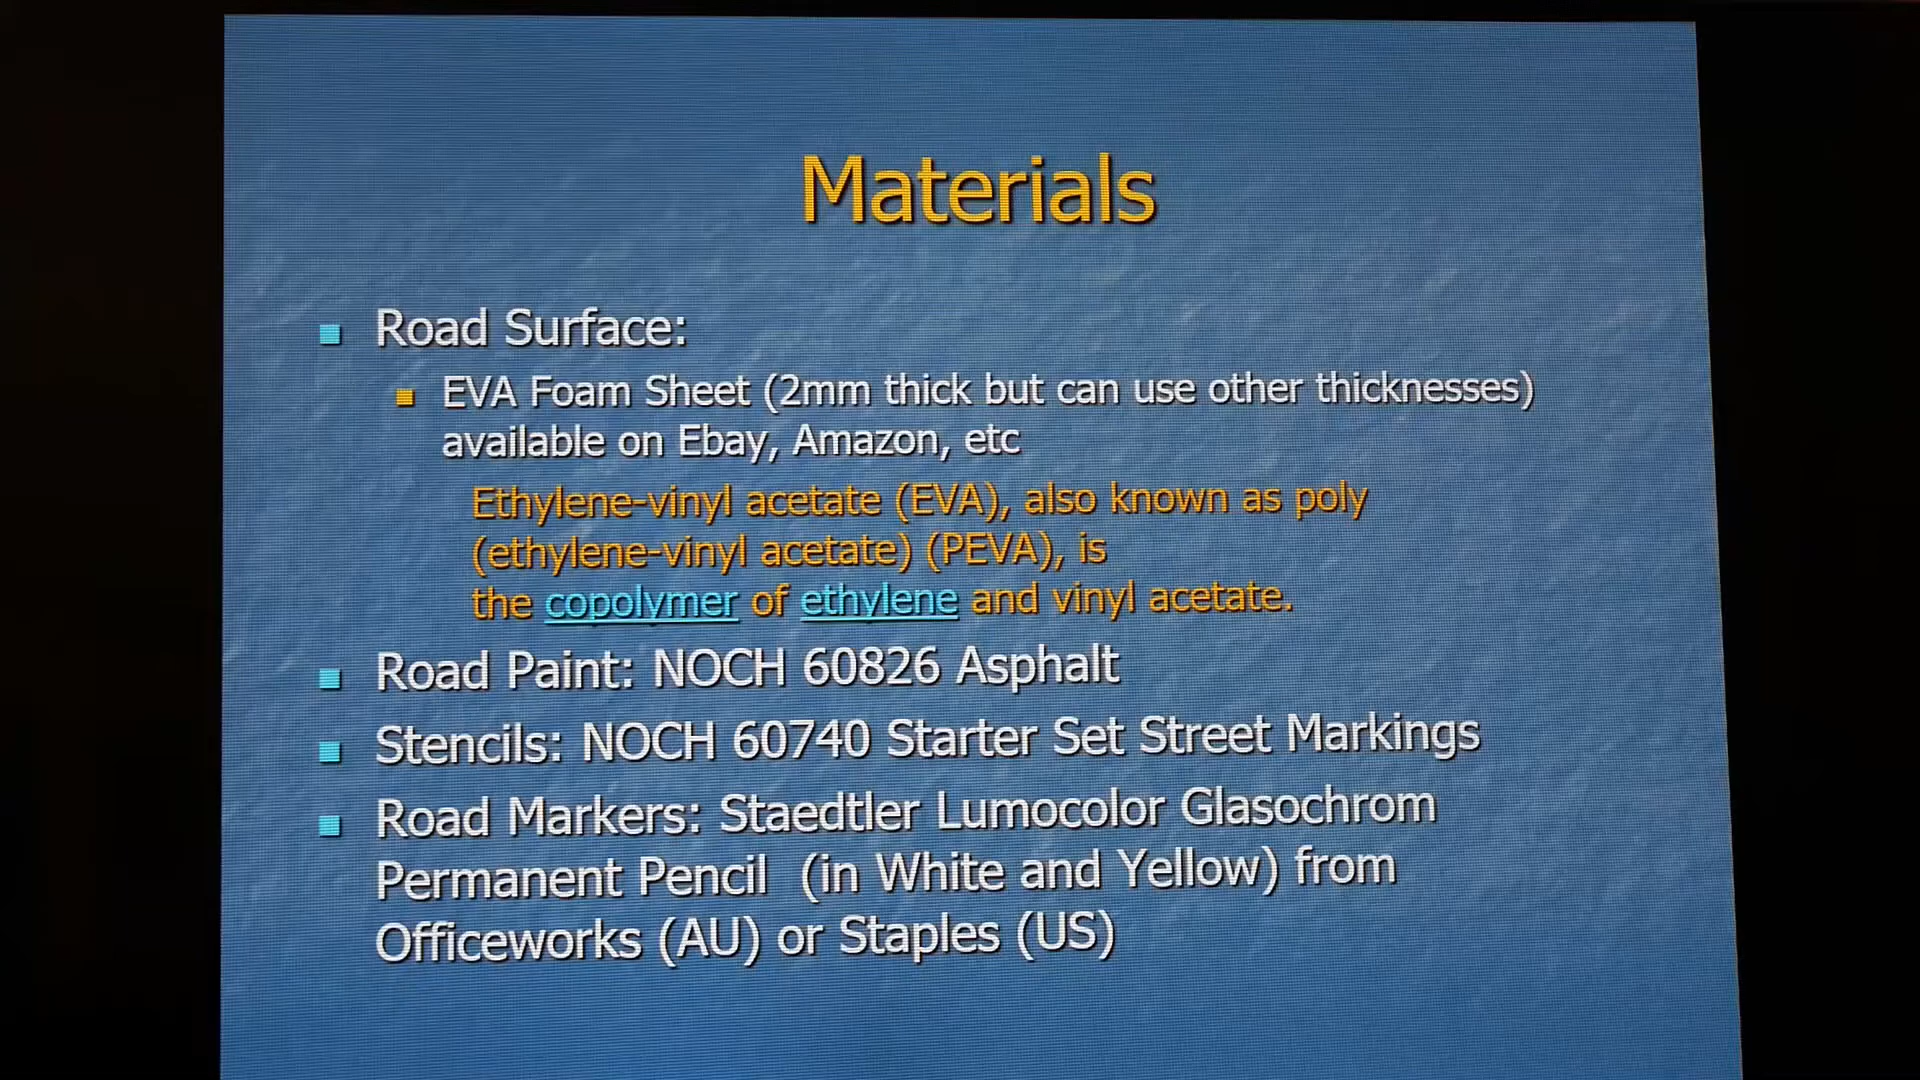 Materials
Road Surface:
EVA Foam Sheet (2mm thick but can use other thicknesses)
available on Ebay, Amazon, etc
Ethylene-vinyl acetate (EVA), also known as poly
(ethylene-vinyl acetate) (PEVA), is
the copolymer of ethylene and vinyl acetate.
Road Paint: NOCH 60826 Asphalt
Stencils: NOCH 60740 Starter Set Street Markings
Road Markers: Staedtler Lumocolor Glasochrom
Permanent Pencil (in White and Yellow) from
Officeworks (AU) or Staples (US)